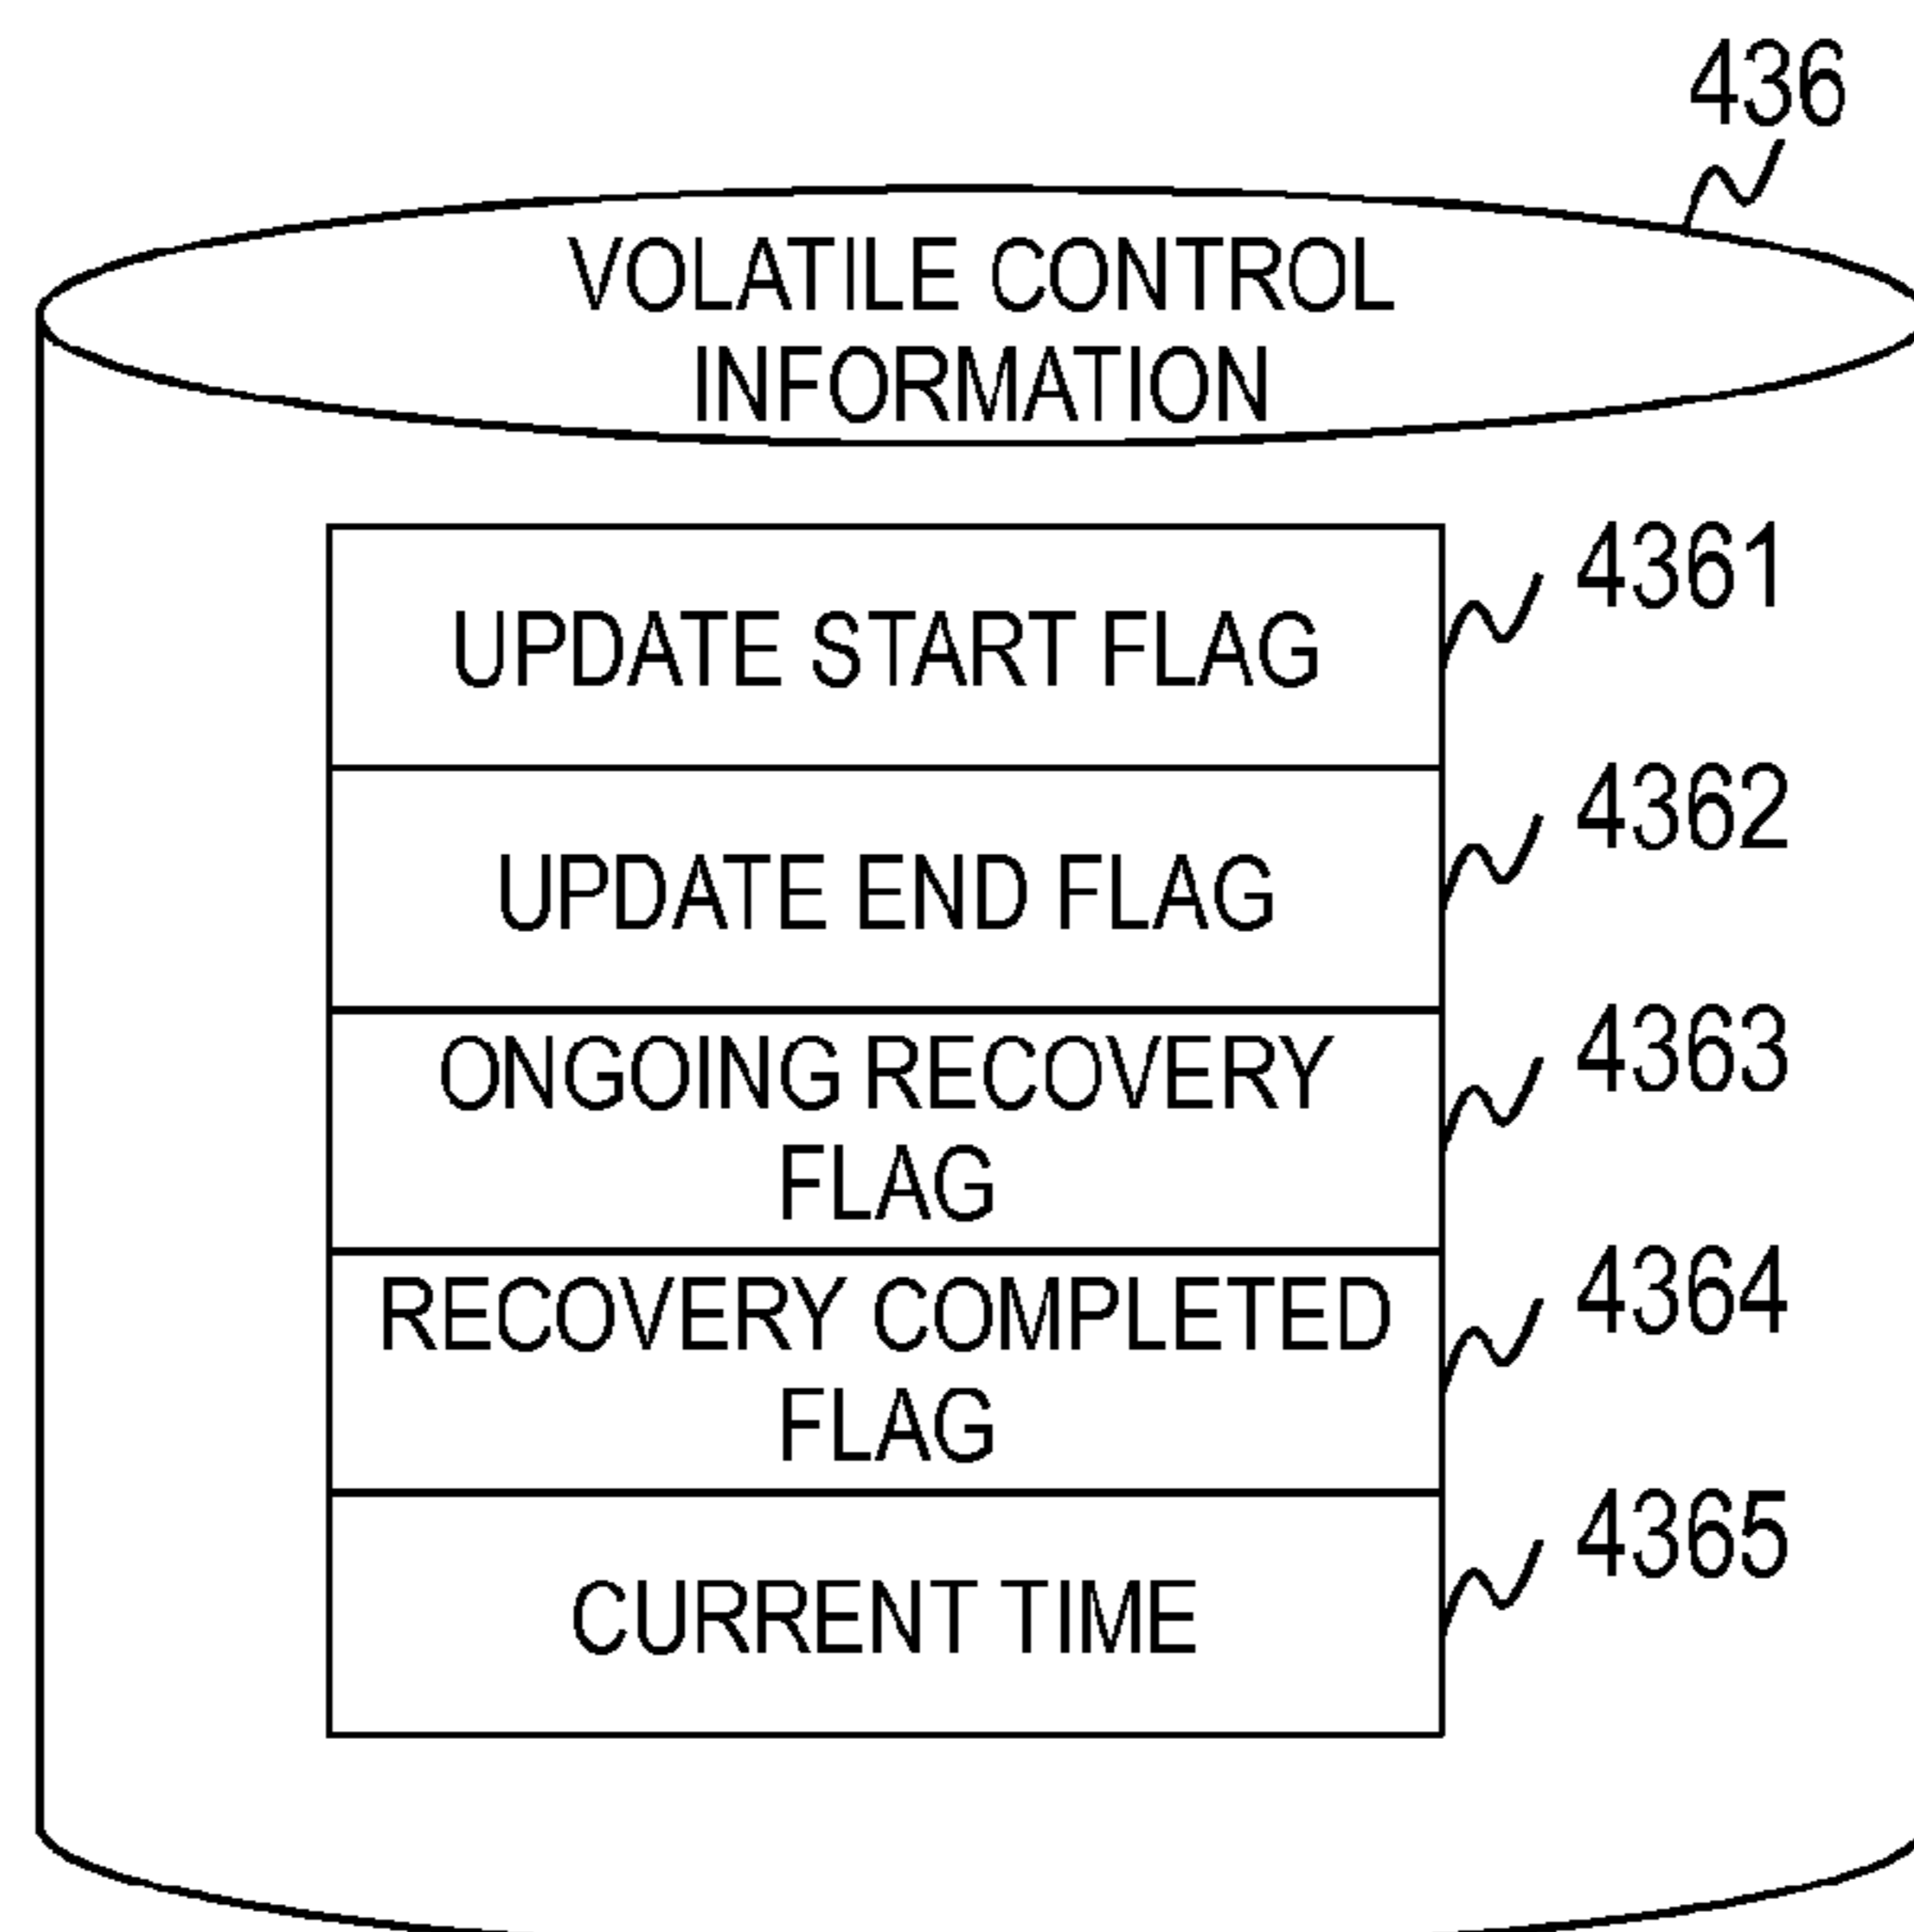 436
VOLATILE CONTROL
INFORMATION
4361
UPDATE START FLAG
4362
UPDATE END FLAG
4363
ONGOING RECOVERY
FLAG
4364
RECOVERY COMPLETED
FLAG
4365
CURRENT TIME